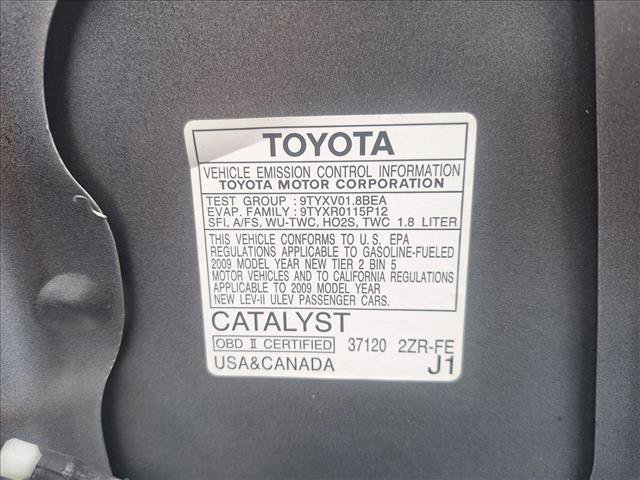 TOYOTA
VEHICLE EMISSION CONTROL INFORMATION
TOYOTA MOTOR CORPORATION
TEST GROUP : 9TYXV01.8BEA
EVAP. FAMILY : 9TYXR0115P12
SFI, A/FS, WU-TWC, HO2S, TWC 1.8 LITER
THIS VEHICLE CONFORMS TO U.S. EPA
REGULATIONS APPLICABLE TO GASOLINE-FUELED
2009 MODEL YEAR NEW TIER 2 BIN 5
MOTOR VEHICLES AND TO CALIFORNIA REGULATIONS
APPLICABLE TO 2009 MODEL YEAR
NEW LEV-II ULEV PASSENGER CARS.
CATALYST
OBD II CERTIFIED 37120 2ZR-FE
USA&CANADA J1